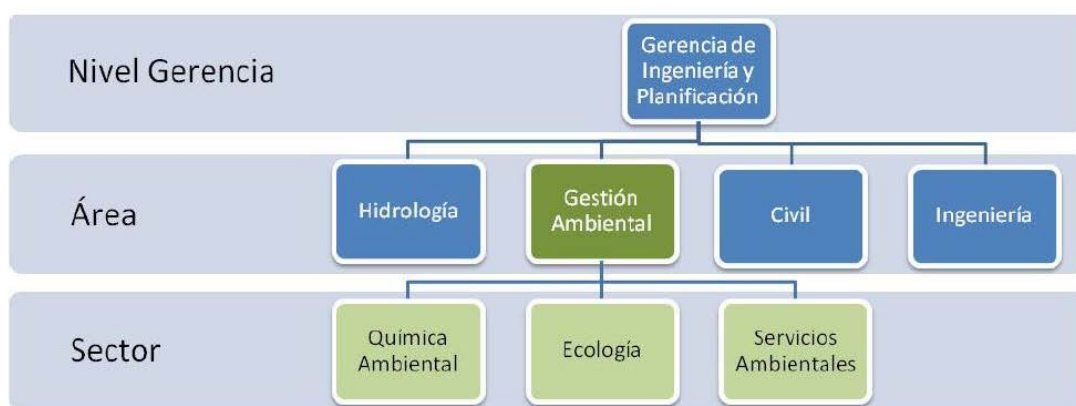 Nivel Gerencia
Gerencia de
Ingeniería y
Planificación
Área
Hidrología
Gestión
Ambiental
Civil
Ingeniería
Sector
Química
Ambiental
Ecología
Servicios
Ambientales